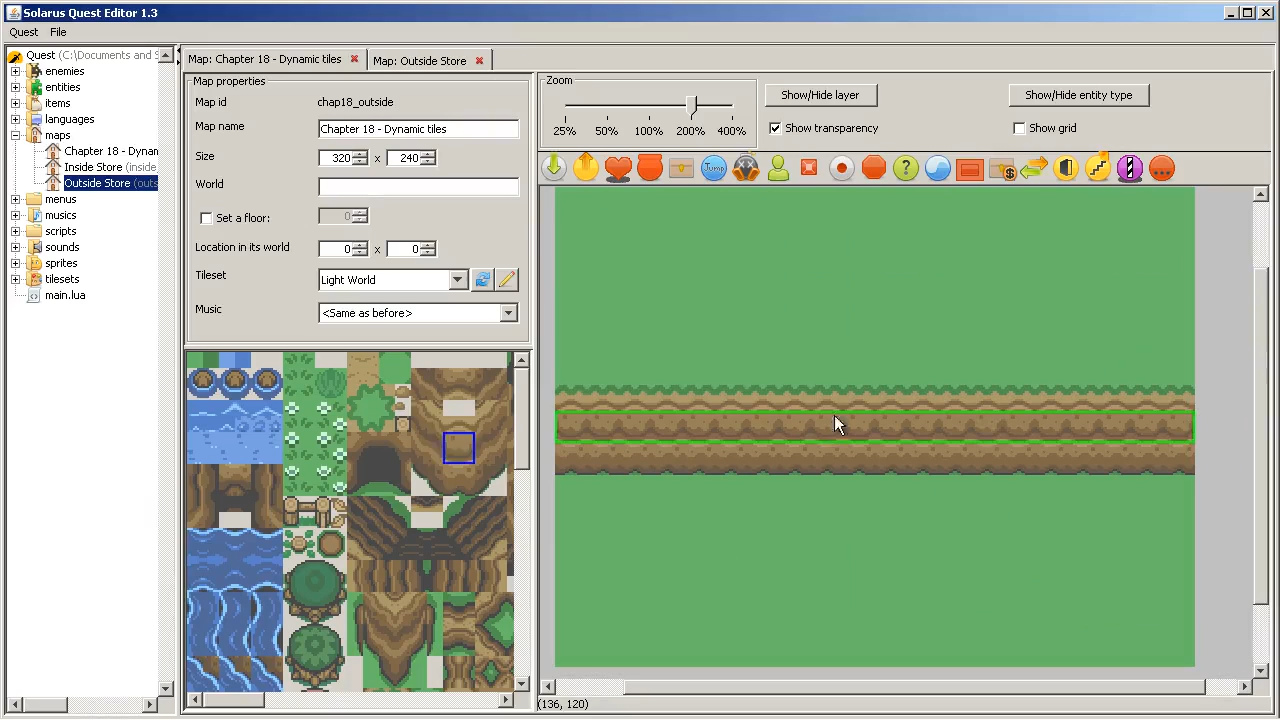 Solarus Quest Editor 1.3
Quest File
Quest (C:\Documents and S
enemies
entities
items
languages
maps
Chapter 18 - Dynar
Inside Store (inside
Outside Store (outs
menus
musics
scripts
sounds
sprites
tilesets
main.lua
Map: Chapter 18 - Dynamic tiles
Map: Outside Store
Map properties
Map id chap18_outside
Map name Chapter 18 - Dynamic tiles
Size 320 x 240
World
Set a floor: 0
Location in its world 0 x 0
Tileset Light World
Music <Same as before>
Zoom
25% 50% 100% 200% 400%
Show/Hide layer
Show/Hide entity type
Show transparency
Show grid
Jump
?
$
...
(136, 120)